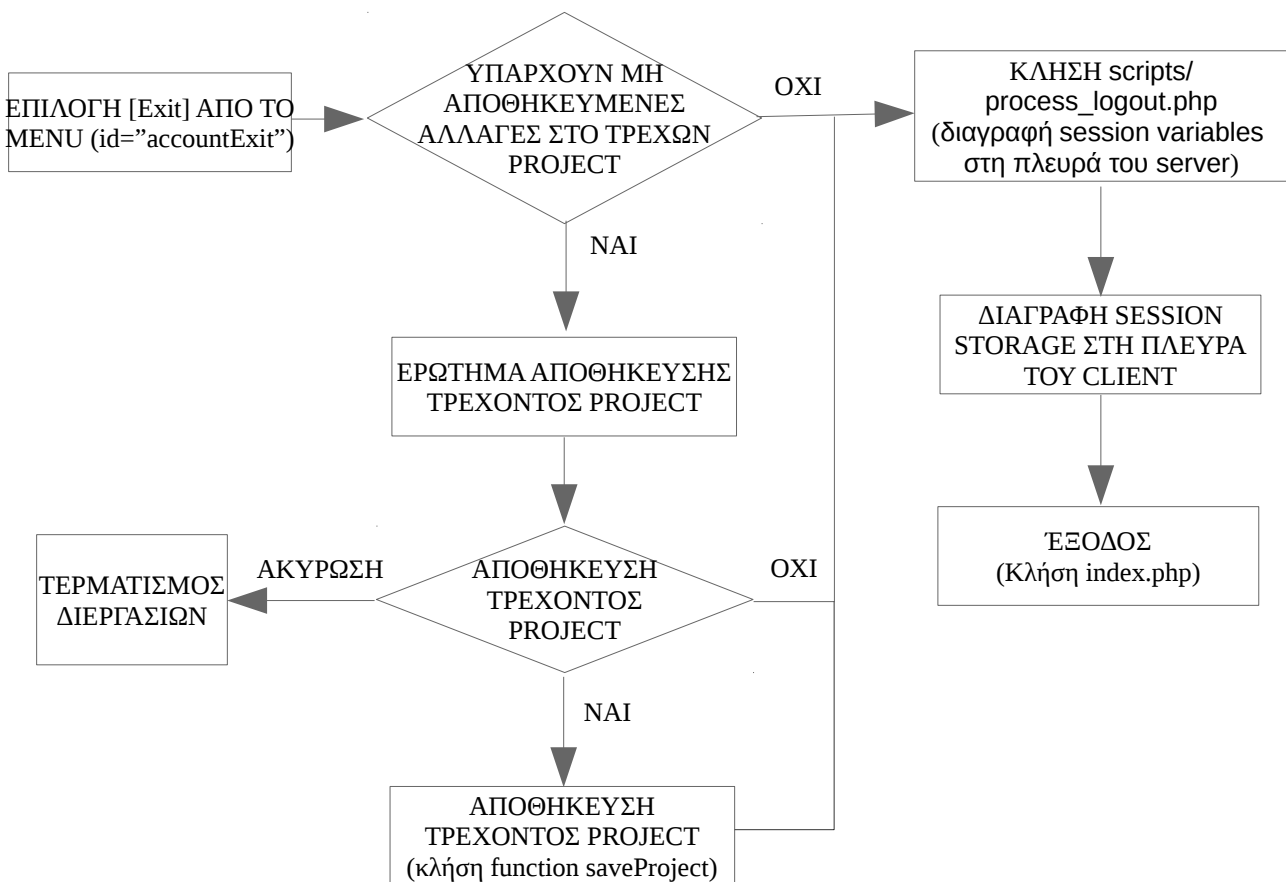 ΕΠΙΛΟΓΗ [Exit] ΑΠΟ ΤΟ
MENU (id=”accountExit”)
ΥΠΑΡΧΟΥΝ ΜΗ
ΑΠΟΘΗΚΕΥΜΕΝΕΣ
ΑΛΛΑΓΕΣ ΣΤΟ ΤΡΕΧΩΝ
PROJECT
ΟΧΙ
ΚΛΗΣΗ scripts/
process_logout.php
(διαγραφή session variables
στη πλευρά του server)
ΝΑΙ
ΔΙΑΓΡΑΦΗ SESSION
STORAGE ΣΤΗ ΠΛΕΥΡΑ
ΤΟΥ CLIENT
ΕΡΩΤΗΜΑ ΑΠΟΘΗΚΕΥΣΗΣ
ΤΡΕΧΟΝΤΟΣ PROJECT
ΈΞΟΔΟΣ
(Κλήση index.php)
ΤΕΡΜΑΤΙΣΜΟΣ
ΔΙΕΡΓΑΣΙΩΝ
ΑΚΥΡΩΣΗ
ΑΠΟΘΗΚΕΥΣΗ
ΤΡΕΧΟΝΤΟΣ
PROJECT
ΟΧΙ
ΝΑΙ
ΑΠΟΘΗΚΕΥΣΗ
ΤΡΕΧΟΝΤΟΣ PROJECT
(κλήση function saveProject)